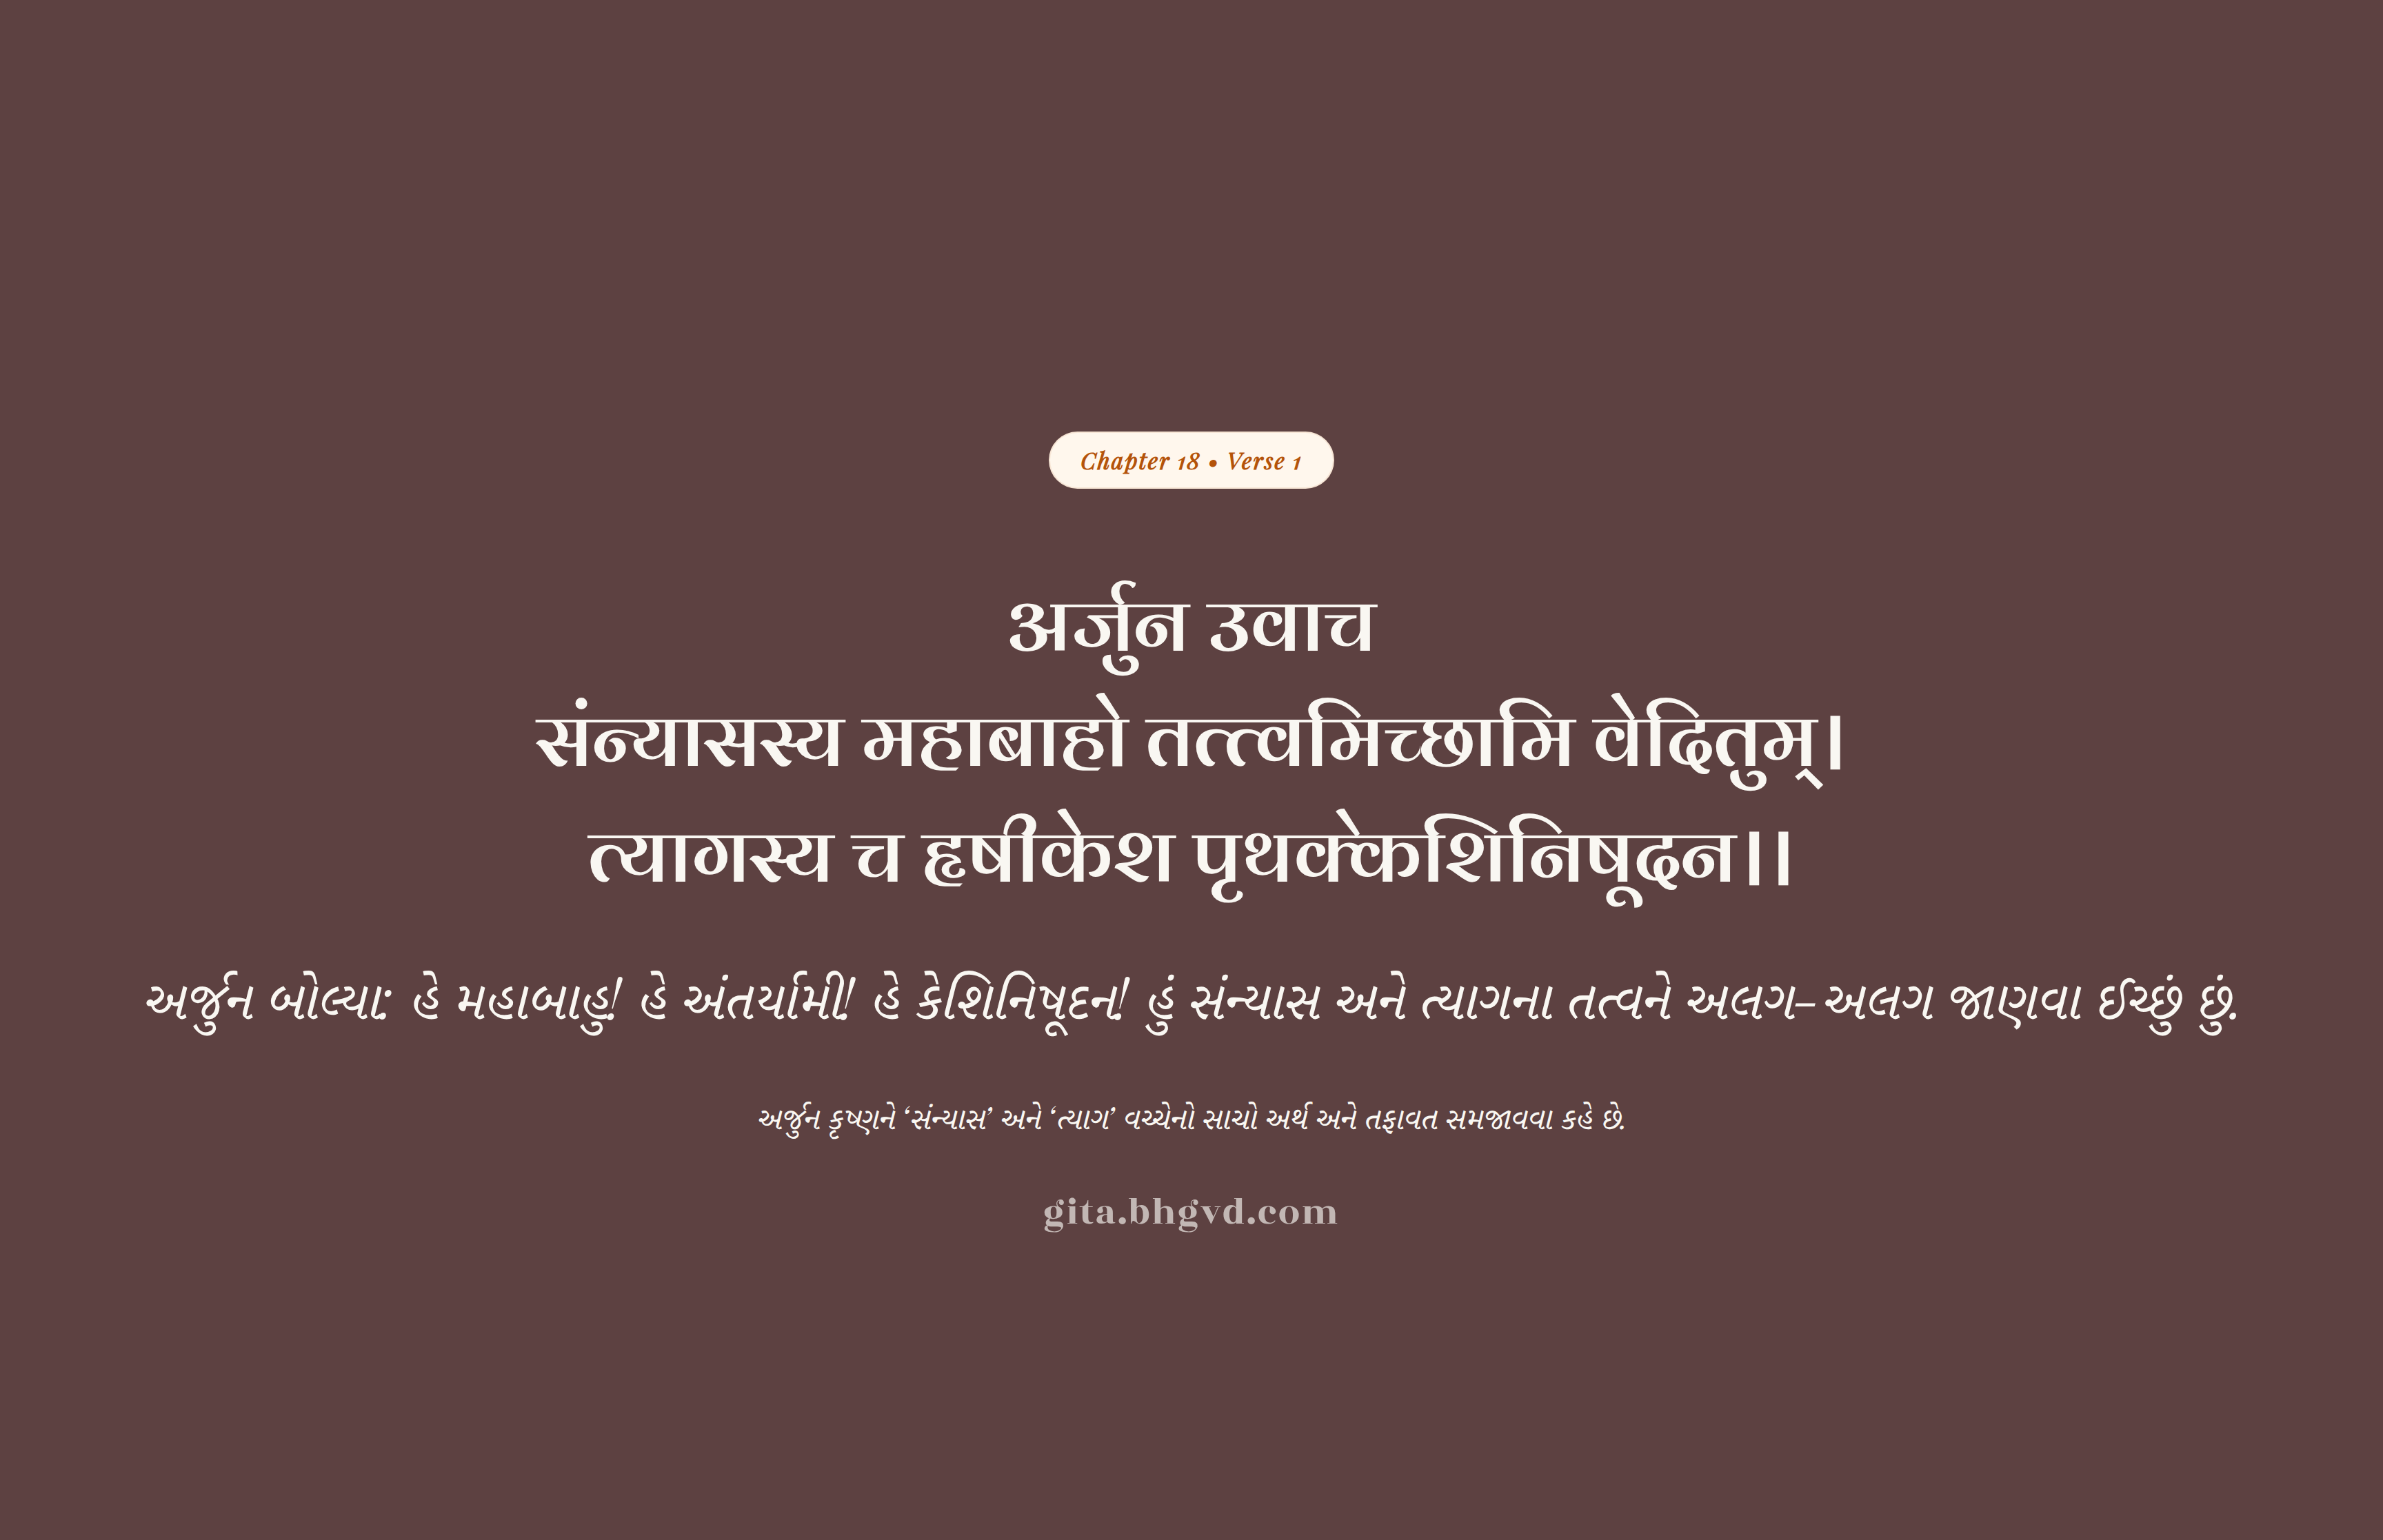 Chapter 18 • Verse 1
अर्जुन उवाच
संन्यासस्य महाबाहो तत्त्वमिच्छामि वेदितुम्।
त्यागस्य च हृषीकेश पृथक्केशिनिषूदन।।
અર્જુન બોલ્યા: હે મહાબાહુ! હે અંતર્યામી! હે કેશિનિષૂદન! હું સંન્યાસ અને ત્યાગના તત્વને અલગ-અલગ જાણવા ઈચ્છું છું.
અર્જુન કૃષ્ણને ‘સંન્યાસ’ અને ‘ત્યાગ’ વચ્ચેનો સાચો અર્થ અને તફાવત સમજાવવા કહે છે.
gita.bhgvd.com